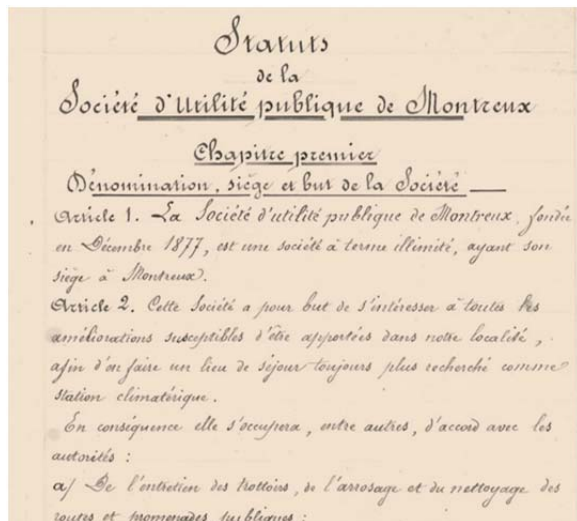 Statuts
de la
Société d'Utilité publique de Montreux
Chapitre premier
Dénomination, siège et but de la Société
Article 1. La Société d'utilité publique de Montreux, fondée
en Décembre 1877, est une société à terme illimité, ayant son
siège à Montreux.
Article 2. Cette Société a pour but de s'intéresser à toutes les
améliorations susceptibles d'être apportées dans notre localité,
afin d'en faire un lieu de séjour toujours plus recherché comme
station climatérique.
En conséquence elle s'occupera, entre autres, d'accord avec les
autorités :
a/ De l'entretien des trottoirs, de l'arrosage et du nettoyage des
routes et promenades publiques ;